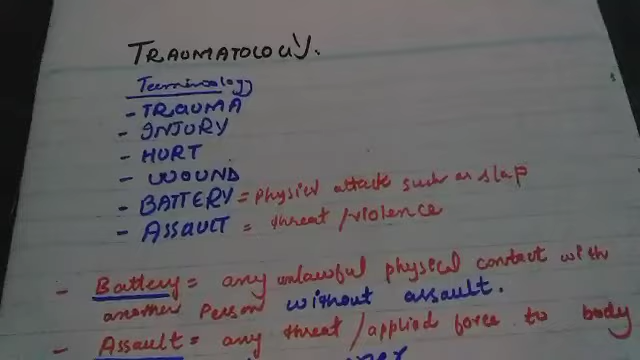 TRAUMATOLOGY.
Terminology
- TRAUMA
- INJURY
- HURT
- WOUND
- BATTERY = Physical attack such as slap
- ASSAULT = threat/violence
- Battery = any unlawful physical contact with
another Person without assault.
- Assault = any threat/applied force to body